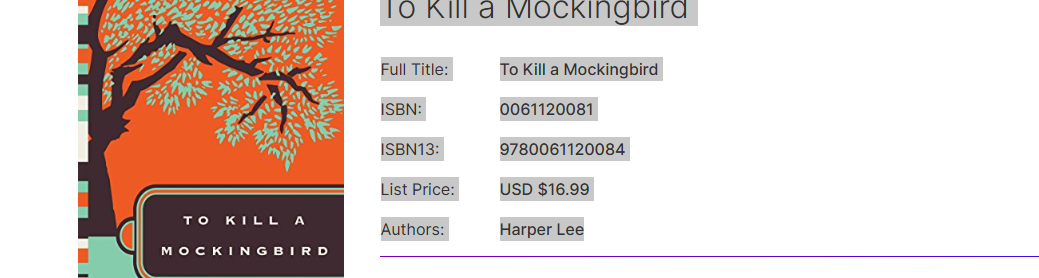 To Kill a Mockingbird
Full Title: To Kill a Mockingbird
ISBN: 0061120081
ISBN13: 9780061120084
List Price: USD $16.99
Authors: Harper Lee
TO KILL A
MOCKINGBIRD